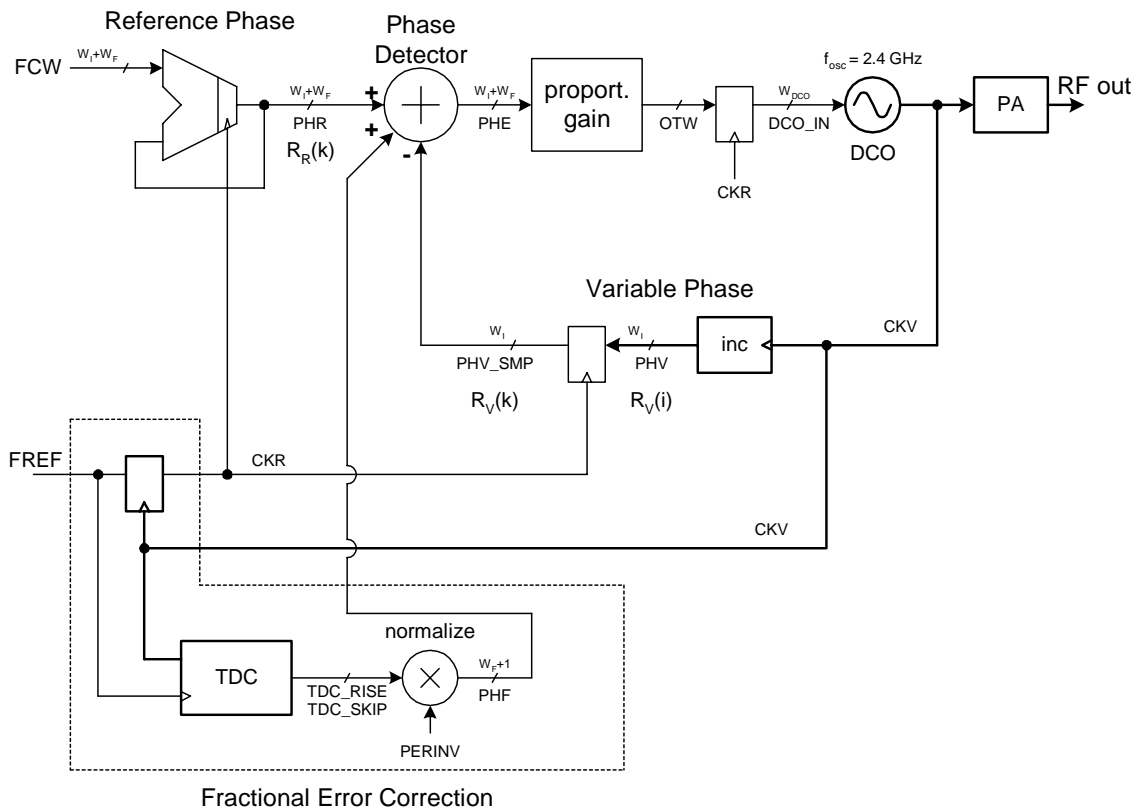 Reference Phase
Phase
Detector
f_osc = 2.4 GHz
FCW
W_I+W_F
W_I+W_F
PHR
R_R(k)
+
+
-
W_I+W_F
PHE
proport.
gain
OTW
CKR
W_DCO
DCO_IN
DCO
PA
RF out
Variable Phase
CKV
W_I
PHV_SMP
R_V(k)
W_I
PHV
R_V(i)
inc
FREF
CKR
CKV
normalize
TDC
TDC_RISE
TDC_SKIP
W_F+1
PHF
PERINV
Fractional Error Correction